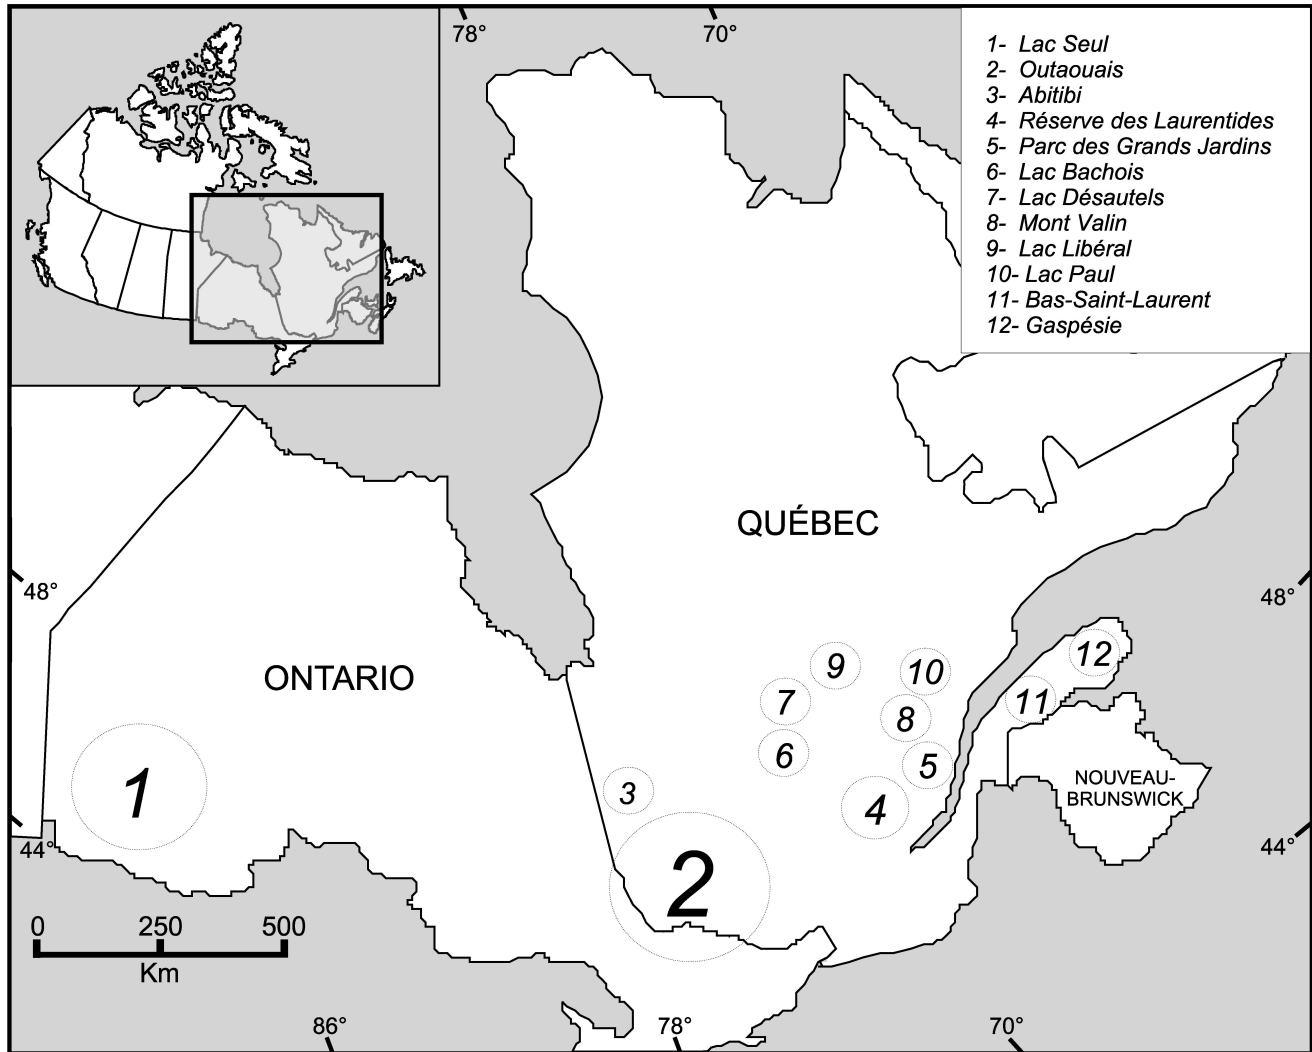 78°
70°
1- Lac Seul
2- Outaouais
3- Abitibi
4- Réserve des Laurentides
5- Parc des Grands Jardins
6- Lac Bachois
7- Lac Désautels
8- Mont Valin
9- Lac Libéral
10- Lac Paul
11- Bas-Saint-Laurent
12- Gaspésie
QUÉBEC
48°
48°
ONTARIO
9
10
12
7
11
8
6
5
1
3
4
NOUVEAU-
BRUNSWICK
2
44°
44°
0 250 500
Km
86°
78°
70°